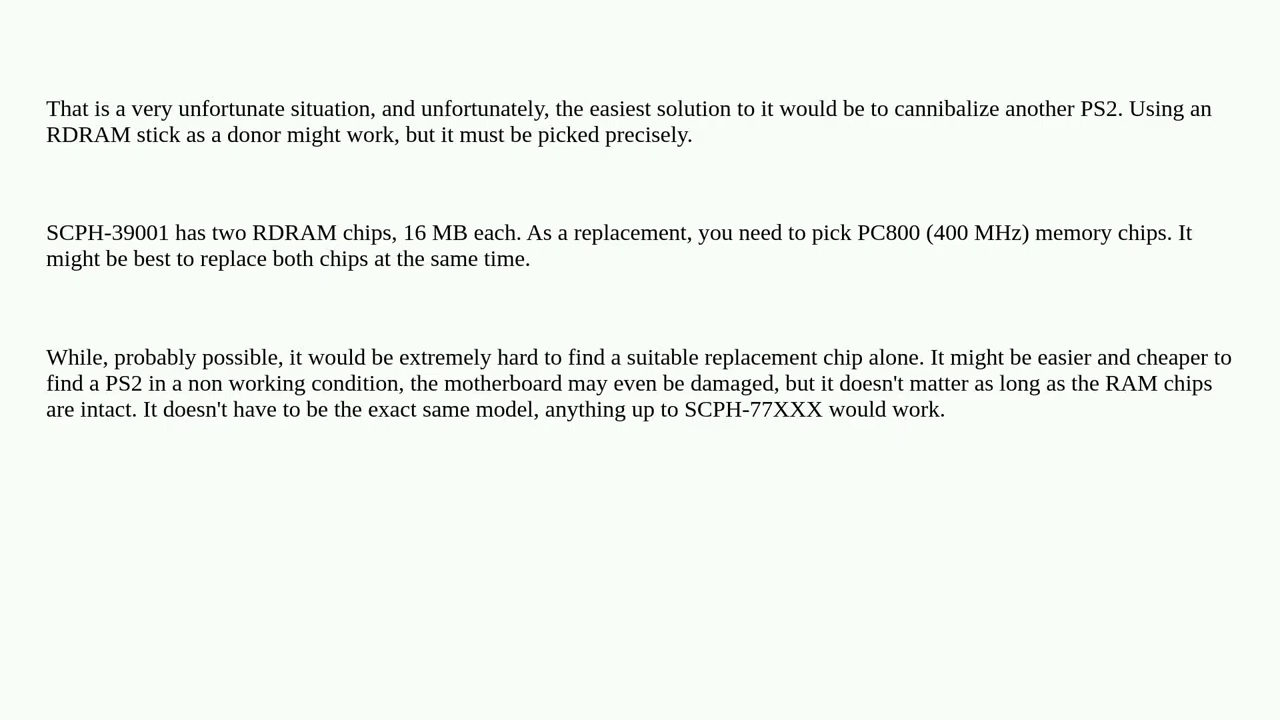 That is a very unfortunate situation, and unfortunately, the easiest solution to it would be to cannibalize another PS2. Using an
RDRAM stick as a donor might work, but it must be picked precisely.
SCPH-39001 has two RDRAM chips, 16 MB each. As a replacement, you need to pick PC800 (400 MHz) memory chips. It
might be best to replace both chips at the same time.
While, probably possible, it would be extremely hard to find a suitable replacement chip alone. It might be easier and cheaper to
find a PS2 in a non working condition, the motherboard may even be damaged, but it doesn't matter as long as the RAM chips
are intact. It doesn't have to be the exact same model, anything up to SCPH-77XXX would work.